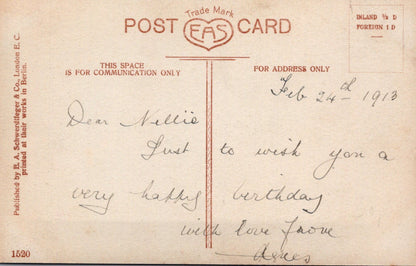 Trade Mark
POST CARD
EAS
INLAND ½ D
FOREIGN 1 D
THIS SPACE
IS FOR COMMUNICATION ONLY
FOR ADDRESS ONLY
Feb 24th 1913
Dear Nellie
Just to wish you a
very happy birthday
with love from
Agnes
Published by E. A. Schwerdtfeger & Co., London E. C.
printed at their works in Berlin.
1520